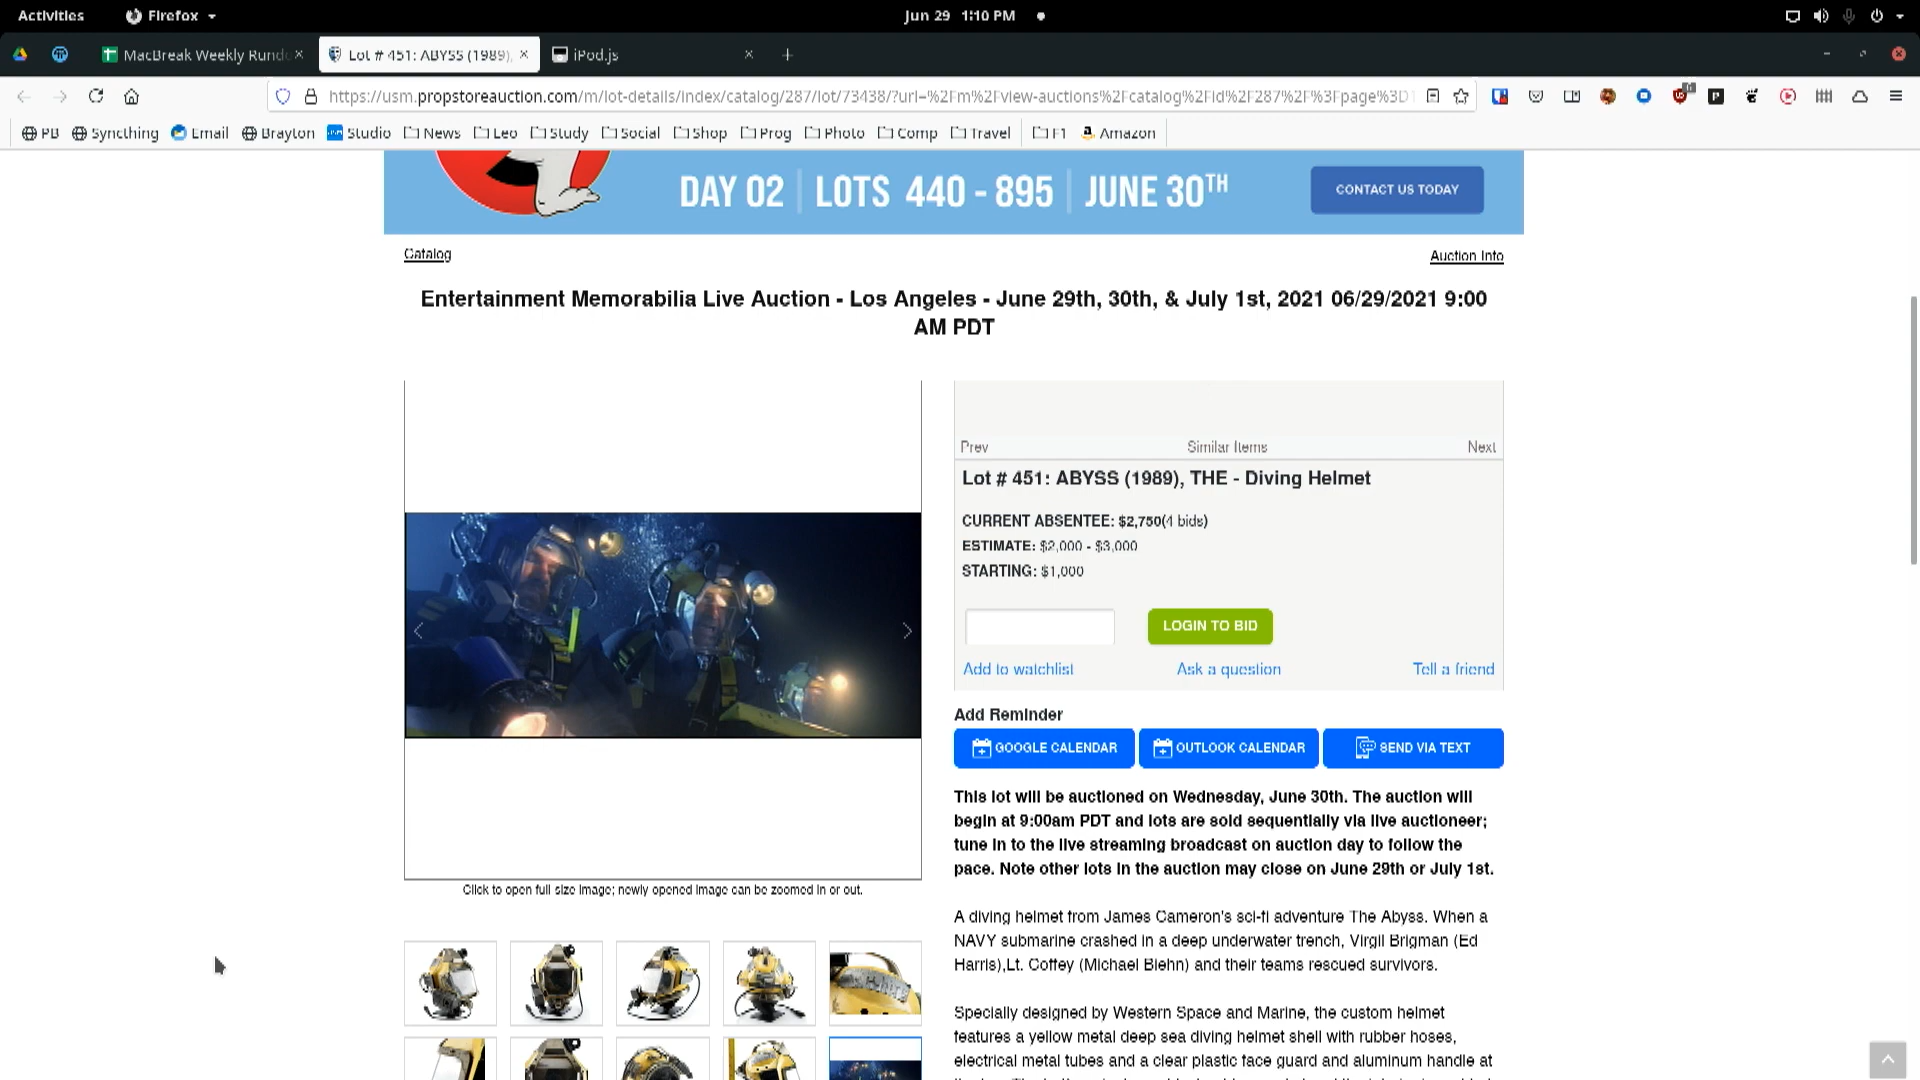 Activities
Firefox
Jun 29 1:10 PM
MacBreak Weekly Rund
Lot # 451: ABYSS (1989),
iPod.js
https://usm.propstoreauction.com/m/lot-details/index/catalog/287/lot/73438/?url=%2Fm%2Fview-auctions%2Fcatalog%2Fid%2F287%2F%3Fpage%3D1
PB
Syncthing
Email
Brayton
Studio
News
Leo
Study
Social
Shop
Prog
Photo
Comp
Travel
F1
Amazon
DAY 02 | LOTS 440 - 895 | JUNE 30TH
CONTACT US TODAY
Catalog
Auction Info
Entertainment Memorabilia Live Auction - Los Angeles - June 29th, 30th, & July 1st, 2021 06/29/2021 9:00
AM PDT
Prev
Similar Items
Next
Lot # 451: ABYSS (1989), THE - Diving Helmet
CURRENT ABSENTEE: $2,750(4 bids)
ESTIMATE: $2,000 - $3,000
STARTING: $1,000
LOGIN TO BID
Add to watchlist
Ask a question
Tell a friend
Add Reminder
GOOGLE CALENDAR
OUTLOOK CALENDAR
SEND VIA TEXT
This lot will be auctioned on Wednesday, June 30th. The auction will
begin at 9:00am PDT and lots are sold sequentially via live auctioneer;
tune in to the live streaming broadcast on auction day to follow the
pace. Note other lots in the auction may close on June 29th or July 1st.
Click to open full size image; newly opened image can be zoomed in or out.
A diving helmet from James Cameron's sci-fi adventure The Abyss. When a
NAVY submarine crashed in a deep underwater trench, Virgil Brigman (Ed
Harris),Lt. Coffey (Michael Biehn) and their teams rescued survivors.
Specially designed by Western Space and Marine, the custom helmet
features a yellow metal deep sea diving helmet shell with rubber hoses,
electrical metal tubes and a clear plastic face guard and aluminum handle at